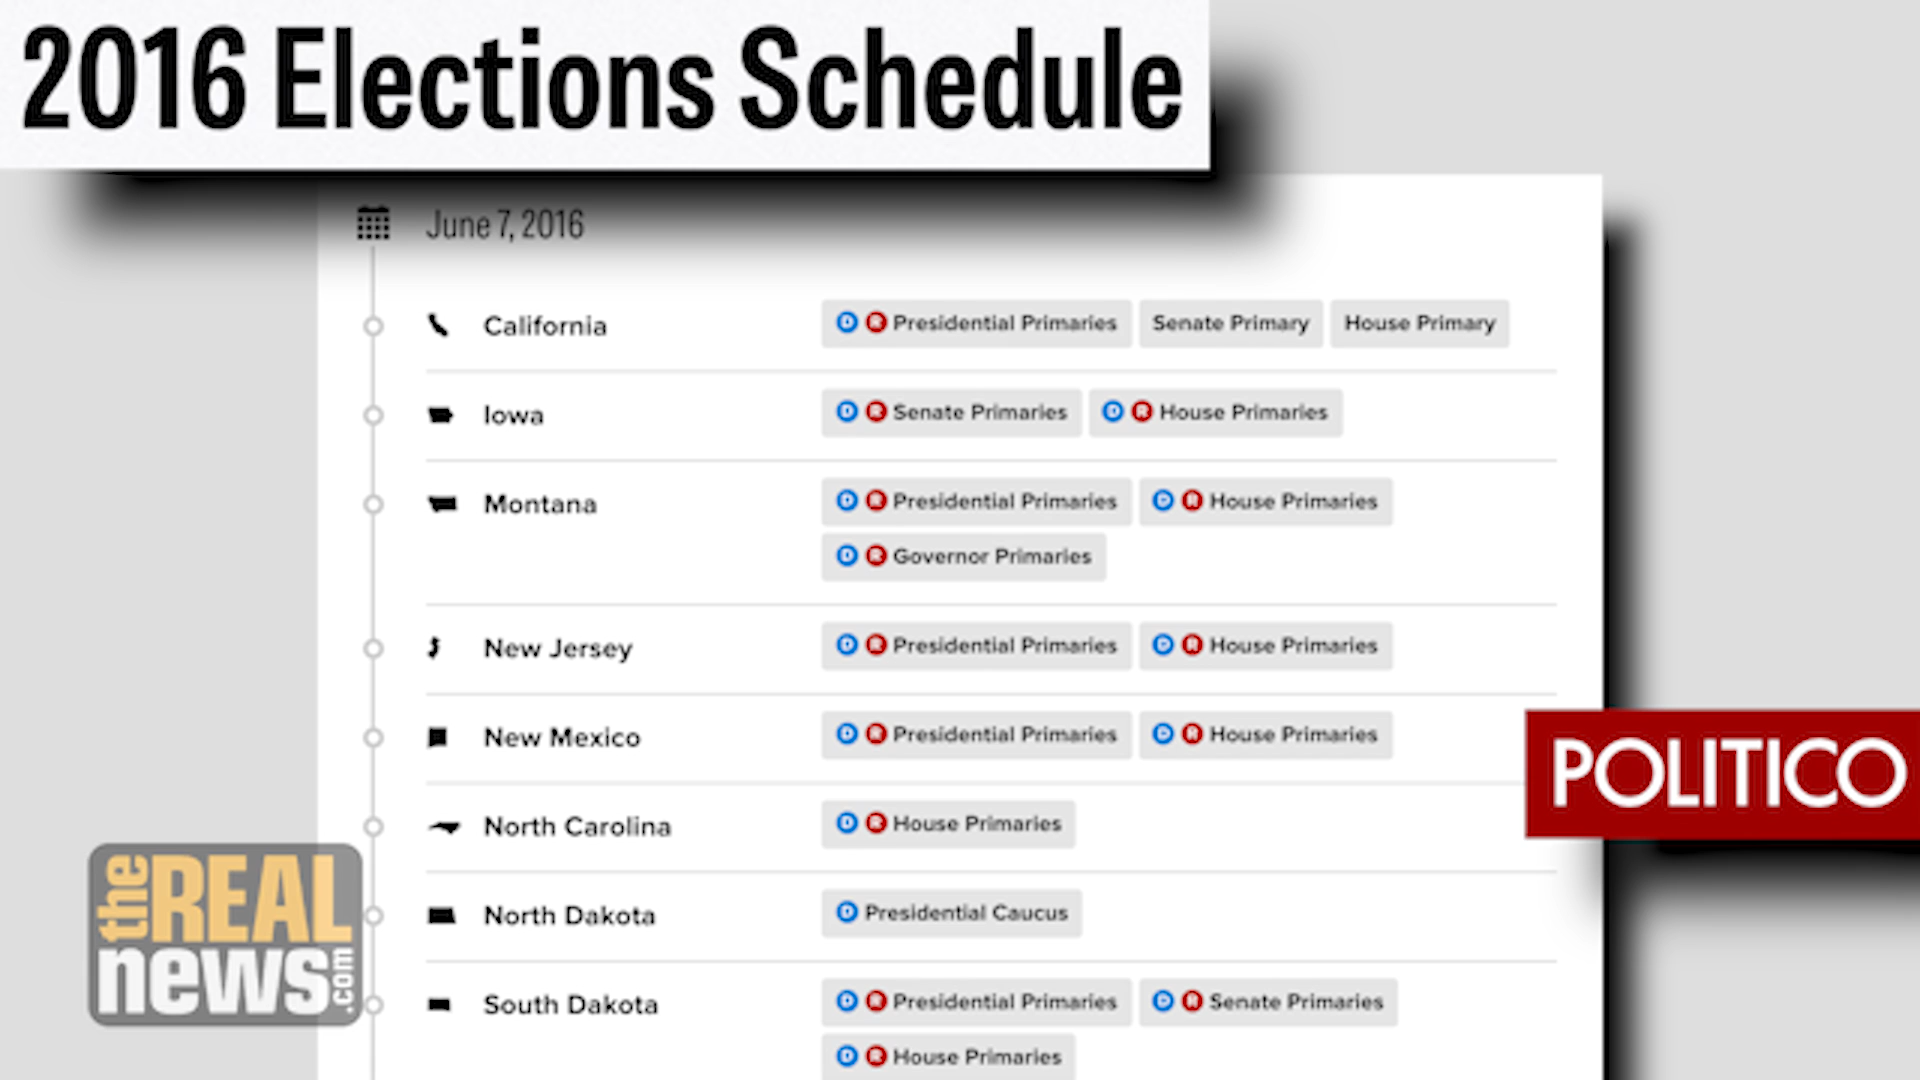 2016 Elections Schedule
June 7, 2016
California D R Presidential Primaries Senate Primary House Primary
Iowa D R Senate Primaries D R House Primaries
Montana D R Presidential Primaries D R House Primaries
D R Governor Primaries
New Jersey D R Presidential Primaries D R House Primaries
New Mexico D R Presidential Primaries D R House Primaries
POLITICO
North Carolina D R House Primaries
North Dakota D Presidential Caucus
South Dakota D R Presidential Primaries D R Senate Primaries
D R House Primaries
the REAL
news.com